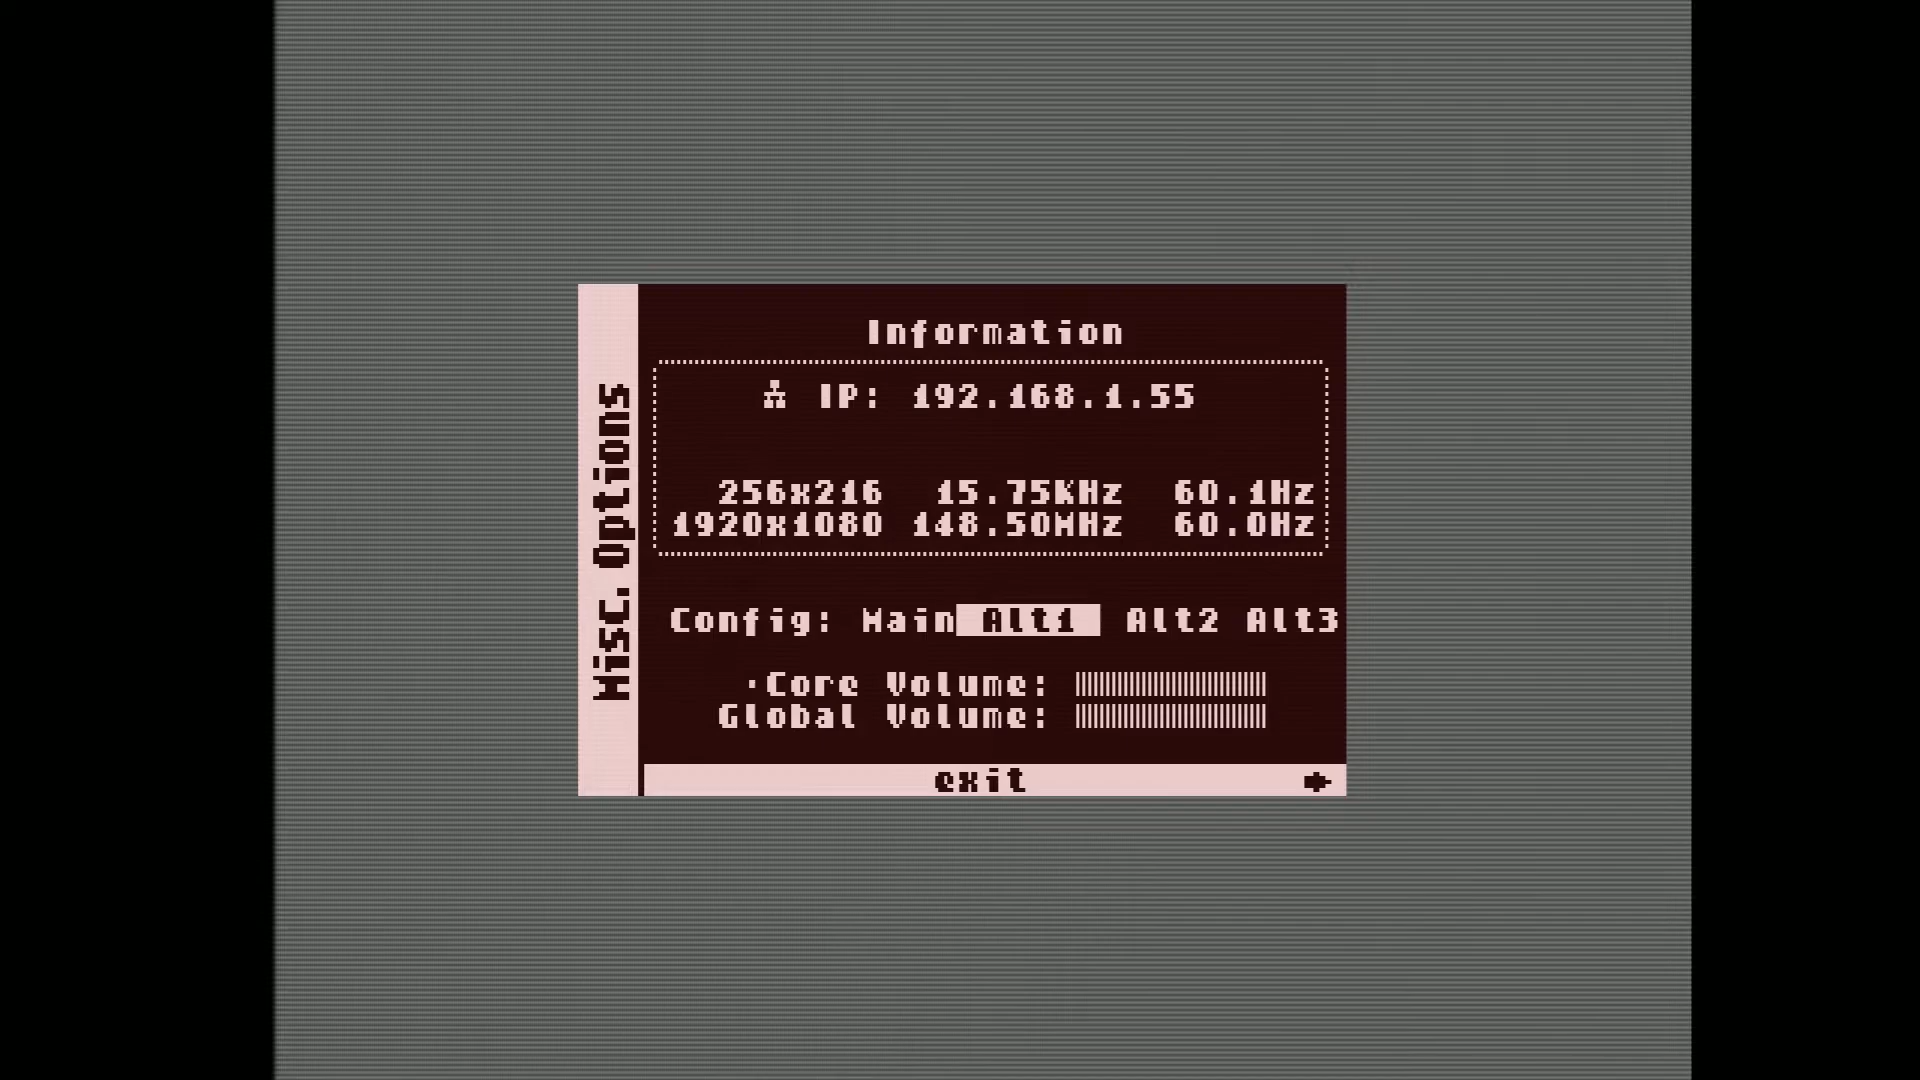 Misc. Options
Information
IP: 192.168.1.55
256x216 15.75KHz 60.1Hz
1920x1080 148.50MHz 60.0Hz
Config: Main Alt1 Alt2 Alt3
·Core Volume:
Global Volume:
exit